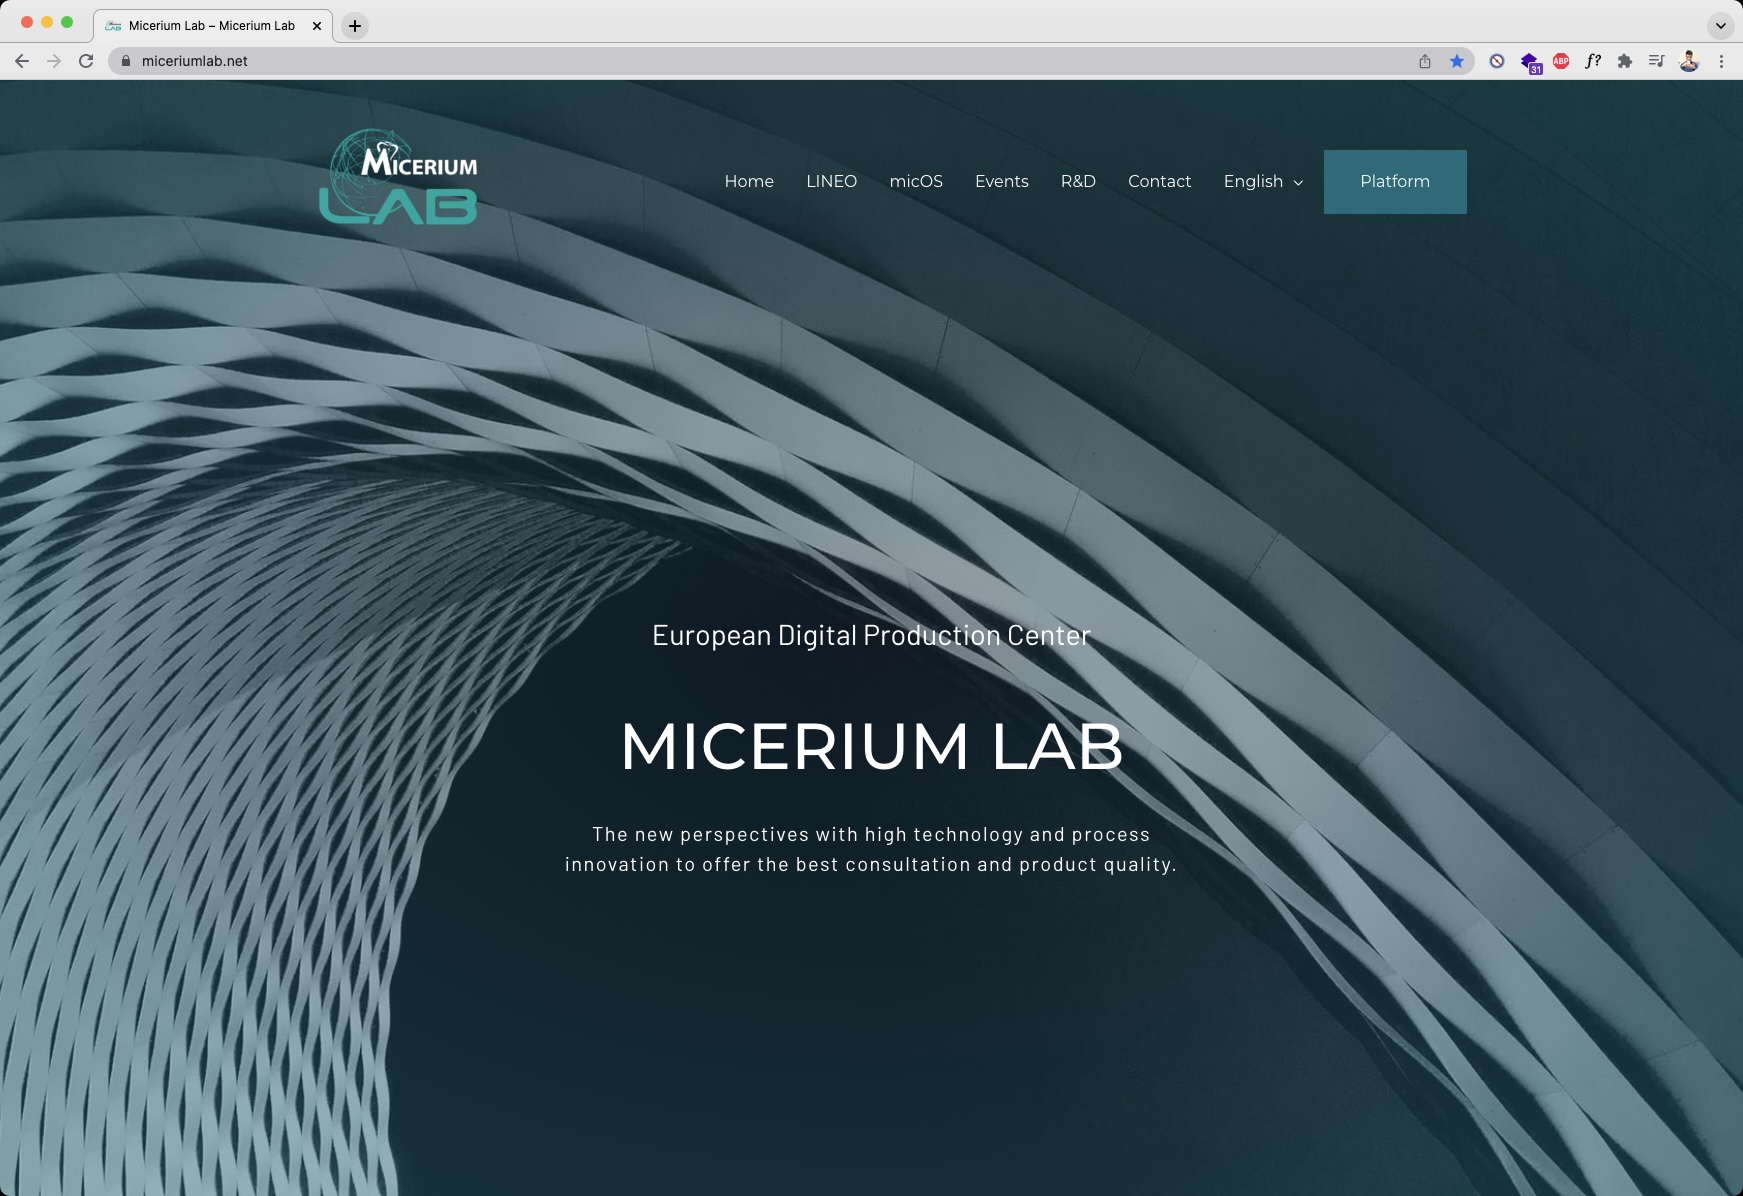 Micerium Lab – Micerium Lab
miceriumlab.net
31
ABP
f?
MICERIUM
LAB
Home LINEO micOS Events R&D Contact English Platform
European Digital Production Center
MICERIUM LAB
The new perspectives with high technology and process
innovation to offer the best consultation and product quality.